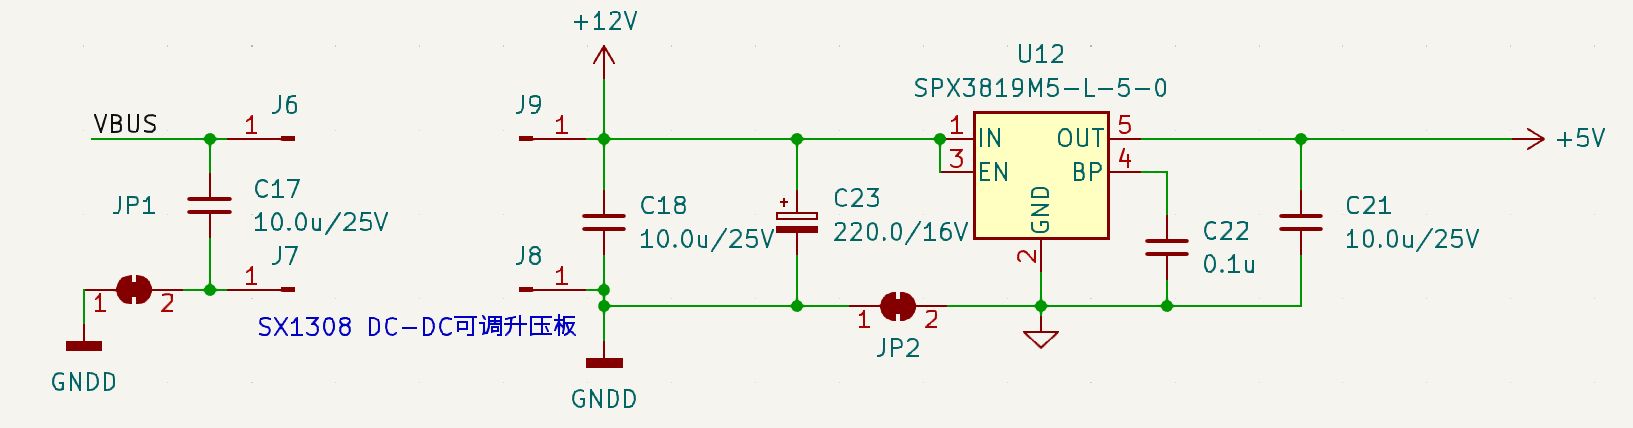 +12V
U12
SPX3819M5-L-5-0
VBUS
1
J6
J9
1
1
IN
OUT
5
+5V
3
EN
BP
4
GND
2
JP1
C17
10.0u/25V
C18
10.0u/25V
C23
220.0/16V
+
C22
0.1u
C21
10.0u/25V
J7
1
J8
1
1
2
SX1308 DC-DC可调升压板
1
2
JP2
GNDD
GNDD